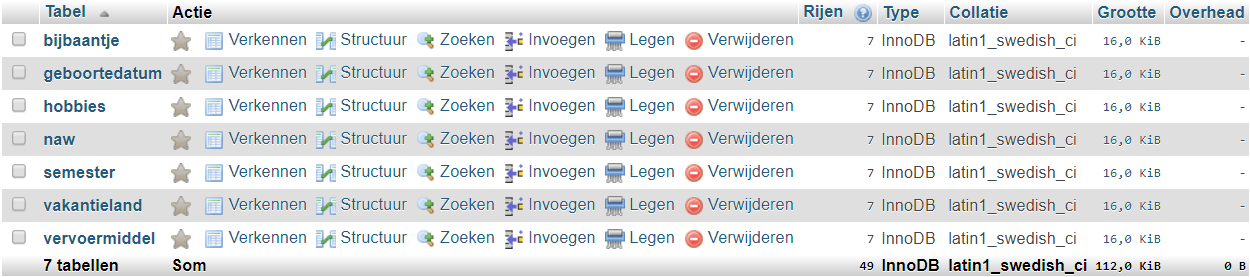 Tabel Actie Rijen Type Collatie Grootte Overhead
bijbaantje Verkennen Structuur Zoeken Invoegen Legen Verwijderen 7 InnoDB latin1_swedish_ci 16,0 KiB -
geboortedatum Verkennen Structuur Zoeken Invoegen Legen Verwijderen 7 InnoDB latin1_swedish_ci 16,0 KiB -
hobbies Verkennen Structuur Zoeken Invoegen Legen Verwijderen 7 InnoDB latin1_swedish_ci 16,0 KiB -
naw Verkennen Structuur Zoeken Invoegen Legen Verwijderen 7 InnoDB latin1_swedish_ci 16,0 KiB -
semester Verkennen Structuur Zoeken Invoegen Legen Verwijderen 7 InnoDB latin1_swedish_ci 16,0 KiB -
vakantieland Verkennen Structuur Zoeken Invoegen Legen Verwijderen 7 InnoDB latin1_swedish_ci 16,0 KiB -
vervoermiddel Verkennen Structuur Zoeken Invoegen Legen Verwijderen 7 InnoDB latin1_swedish_ci 16,0 KiB -
7 tabellen Som 49 InnoDB latin1_swedish_ci 112,0 KiB 0 B